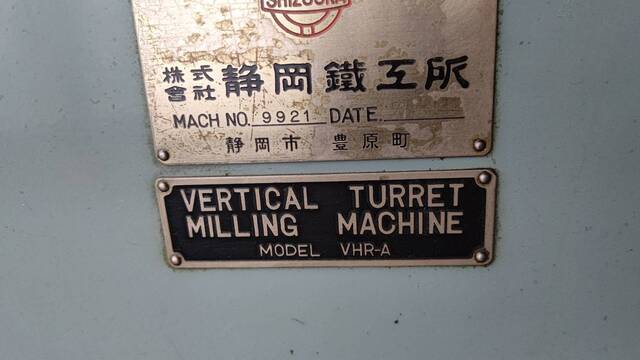 SHIZUOKA
株式會社 静岡鐵工所
MACH NO. 9921 DATE
静岡市 豊原町
VERTICAL TURRET
MILLING MACHINE
MODEL VHR-A